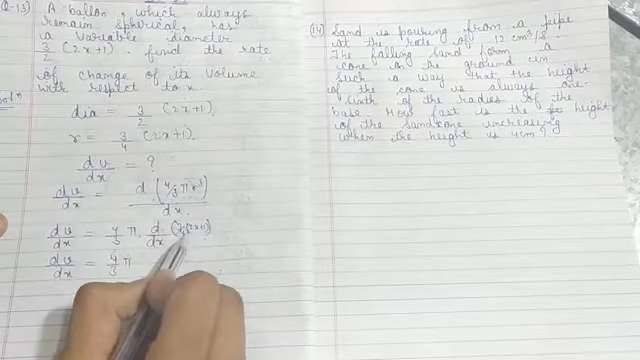 Q-13) A ballon, which always
remain spherical, has
a variable diameter
3/2 (2x+1). find the rate
of change of its volume
with respect to x.
dia = 3/2 (2x+1).
r = 3/4 (2x+1).
dv/dx = ?
dv/dx = d (4/3 πr³)/dx.
dv/dx = 4/3 π. d/dx (2x+1)
dv/dx = 4/3 π
(14) Sand is pouring from a pipe
at the rate of 12 cm³/s.
The falling sand form a
cone on the ground in
Such a way that the height
of the cone is always one-
sixth of the radius of the
base. How fast is the height
of the sand cone increasing
when the height is 4cm?